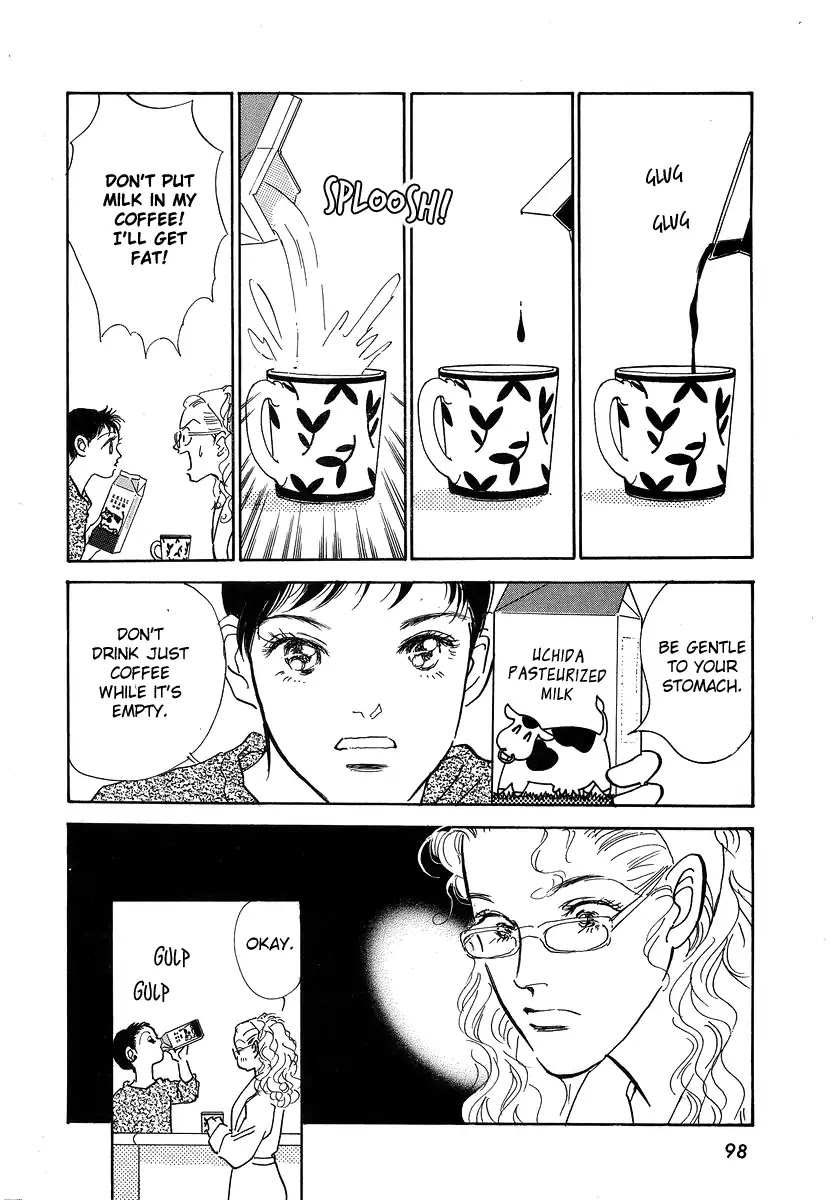 GLUG
GLUG
SPLOOSH!
DON'T PUT
MILK IN MY
COFFEE!
I'LL GET
FAT!
BE GENTLE
TO YOUR
STOMACH.
UCHIDA
PASTEURIZED
MILK
DON'T
DRINK JUST
COFFEE
WHILE IT'S
EMPTY.
OKAY.
GULP
GULP
98